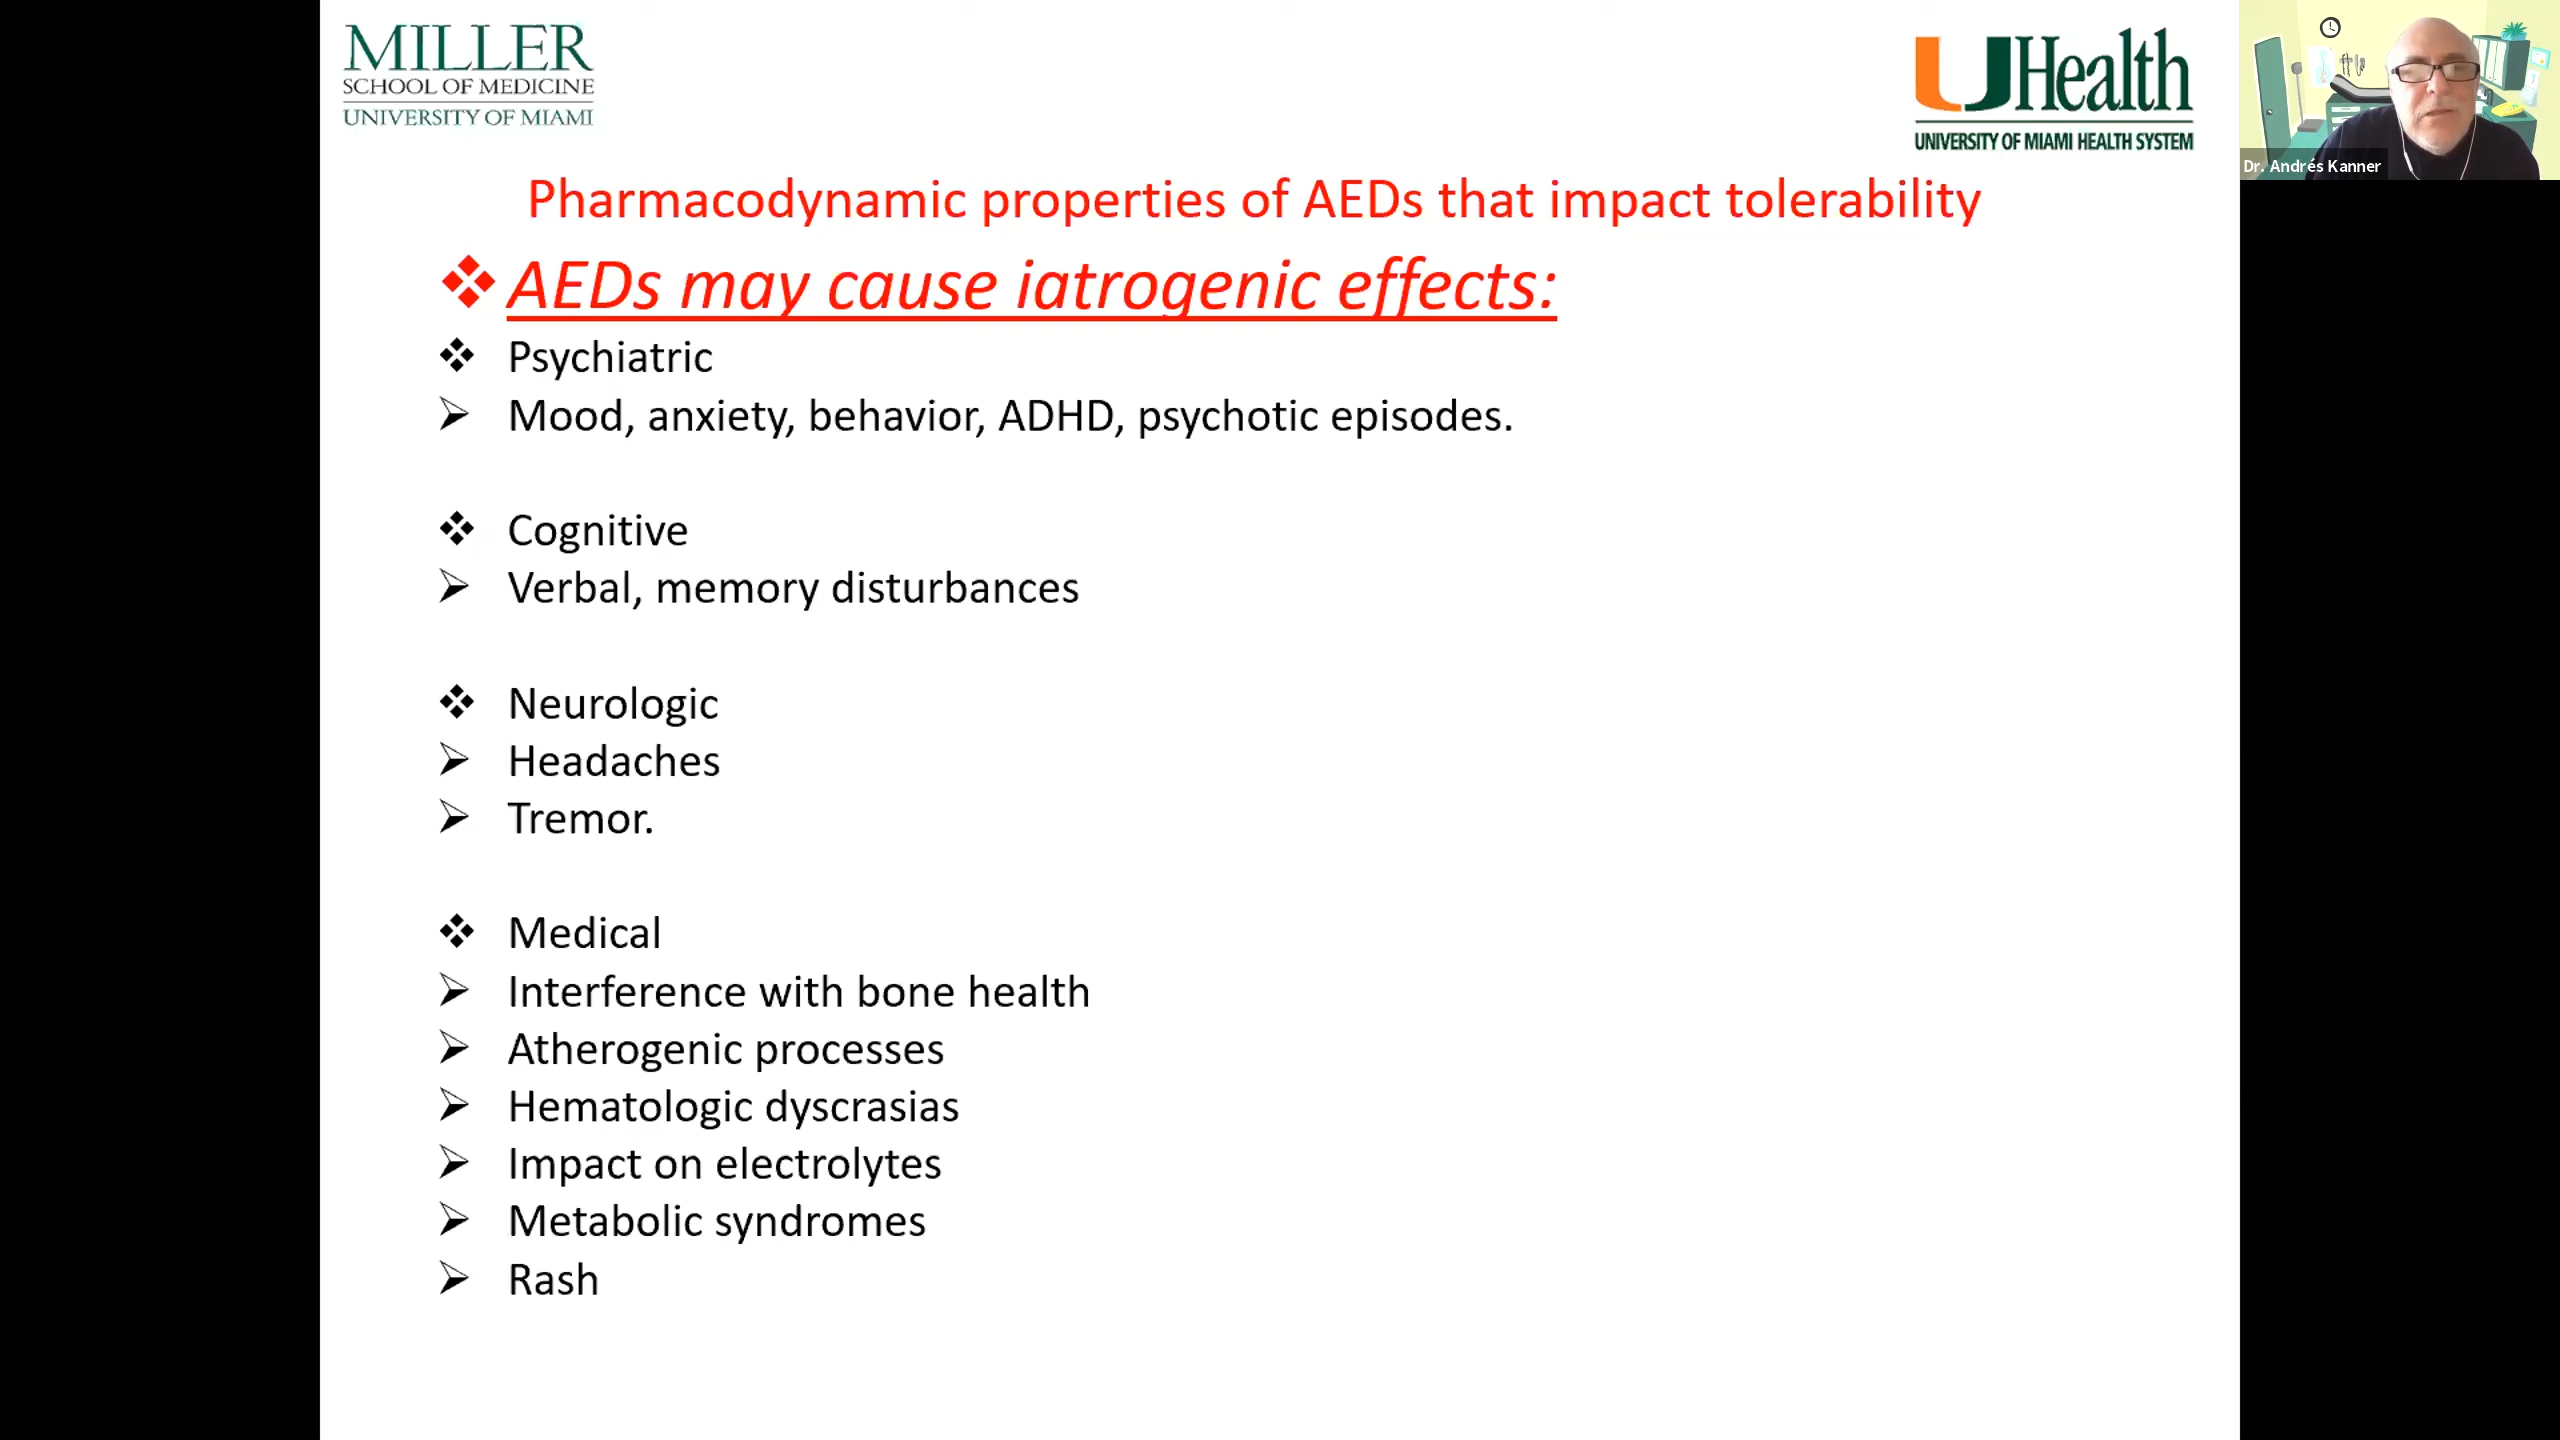 MILLER
SCHOOL OF MEDICINE
UNIVERSITY OF MIAMI
UHealth
UNIVERSITY OF MIAMI HEALTH SYSTEM
Dr. Andrés Kanner
Pharmacodynamic properties of AEDs that impact tolerability
❖ AEDs may cause iatrogenic effects:
❖ Psychiatric
➢ Mood, anxiety, behavior, ADHD, psychotic episodes.
❖ Cognitive
➢ Verbal, memory disturbances
❖ Neurologic
➢ Headaches
➢ Tremor.
❖ Medical
➢ Interference with bone health
➢ Atherogenic processes
➢ Hematologic dyscrasias
➢ Impact on electrolytes
➢ Metabolic syndromes
➢ Rash